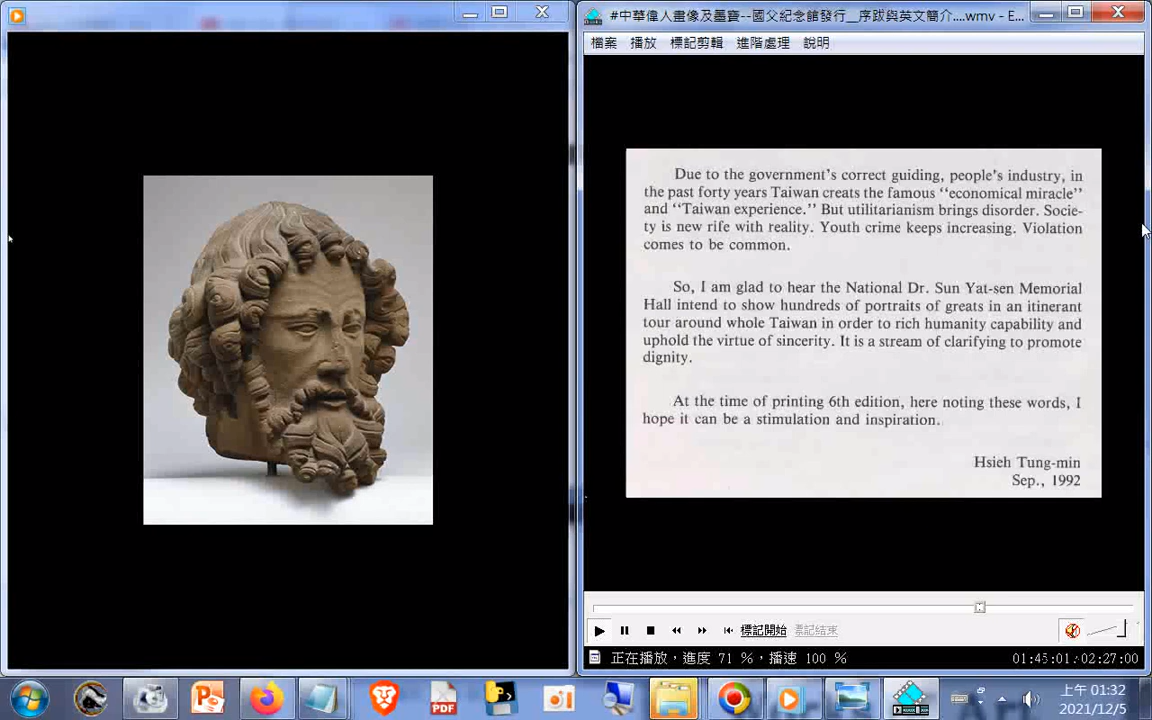 #中華偉人畫像及墨寶--國父紀念館發行__序跋與英文簡介....wmv - E...
檔案 播放 標記剪輯 進階處理 說明
Due to the government's correct guiding, people's industry, in
the past forty years Taiwan creats the famous "economical miracle"
and "Taiwan experience." But utilitarianism brings disorder. Socie-
ty is new rife with reality. Youth crime keeps increasing. Violation
comes to be common.
So, I am glad to hear the National Dr. Sun Yat-sen Memorial
Hall intend to show hundreds of portraits of greats in an itinerant
tour around whole Taiwan in order to rich humanity capability and
uphold the virtue of sincerity. It is a stream of clarifying to promote
dignity.
At the time of printing 6th edition, here noting these words, I
hope it can be a stimulation and inspiration.
Hsieh Tung-min
Sep., 1992
標記開始 標記結束
正在播放，進度 71 %，播速 100 %
01:45:01/02:27:00
PDF
上午 01:32
2021/12/5